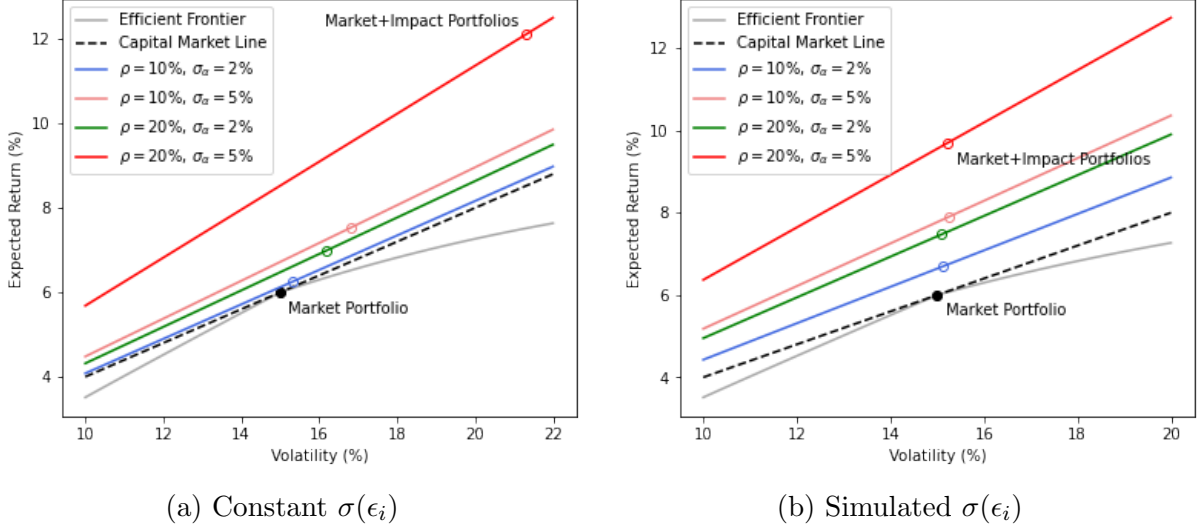 Efficient Frontier
Capital Market Line
ρ = 10%, σα = 2%
ρ = 10%, σα = 5%
ρ = 20%, σα = 2%
ρ = 20%, σα = 5%
Market+Impact Portfolios
Market Portfolio
Expected Return (%)
12
10
8
6
4
10
12
14
16
18
20
22
Volatility (%)
(a) Constant σ(ϵi)
Efficient Frontier
Capital Market Line
ρ = 10%, σα = 2%
ρ = 10%, σα = 5%
ρ = 20%, σα = 2%
ρ = 20%, σα = 5%
Market+Impact Portfolios
Market Portfolio
Expected Return (%)
12
10
8
6
4
10
12
14
16
18
20
Volatility (%)
(b) Simulated σ(ϵi)